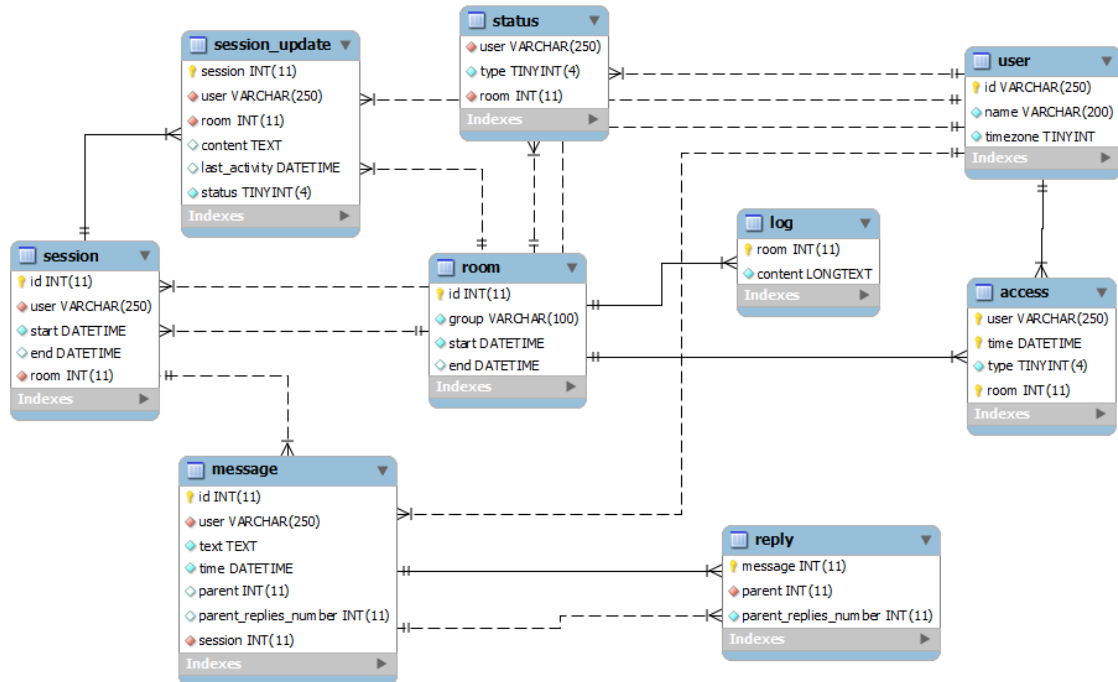 status
user VARCHAR(250)
type TINYINT(4)
room INT(11)
Indexes
session_update
session INT(11)
user VARCHAR(250)
room INT(11)
content TEXT
last_activity DATETIME
status TINYINT(4)
Indexes
user
id VARCHAR(250)
name VARCHAR(200)
timezone TINYINT
Indexes
log
room INT(11)
content LONGTEXT
Indexes
session
id INT(11)
user VARCHAR(250)
start DATETIME
end DATETIME
room INT(11)
Indexes
room
id INT(11)
group VARCHAR(100)
start DATETIME
end DATETIME
Indexes
access
user VARCHAR(250)
time DATETIME
type TINYINT(4)
room INT(11)
Indexes
message
id INT(11)
user VARCHAR(250)
text TEXT
time DATETIME
parent INT(11)
parent_replies_number INT(11)
session INT(11)
Indexes
reply
message INT(11)
parent INT(11)
parent_replies_number INT(11)
Indexes